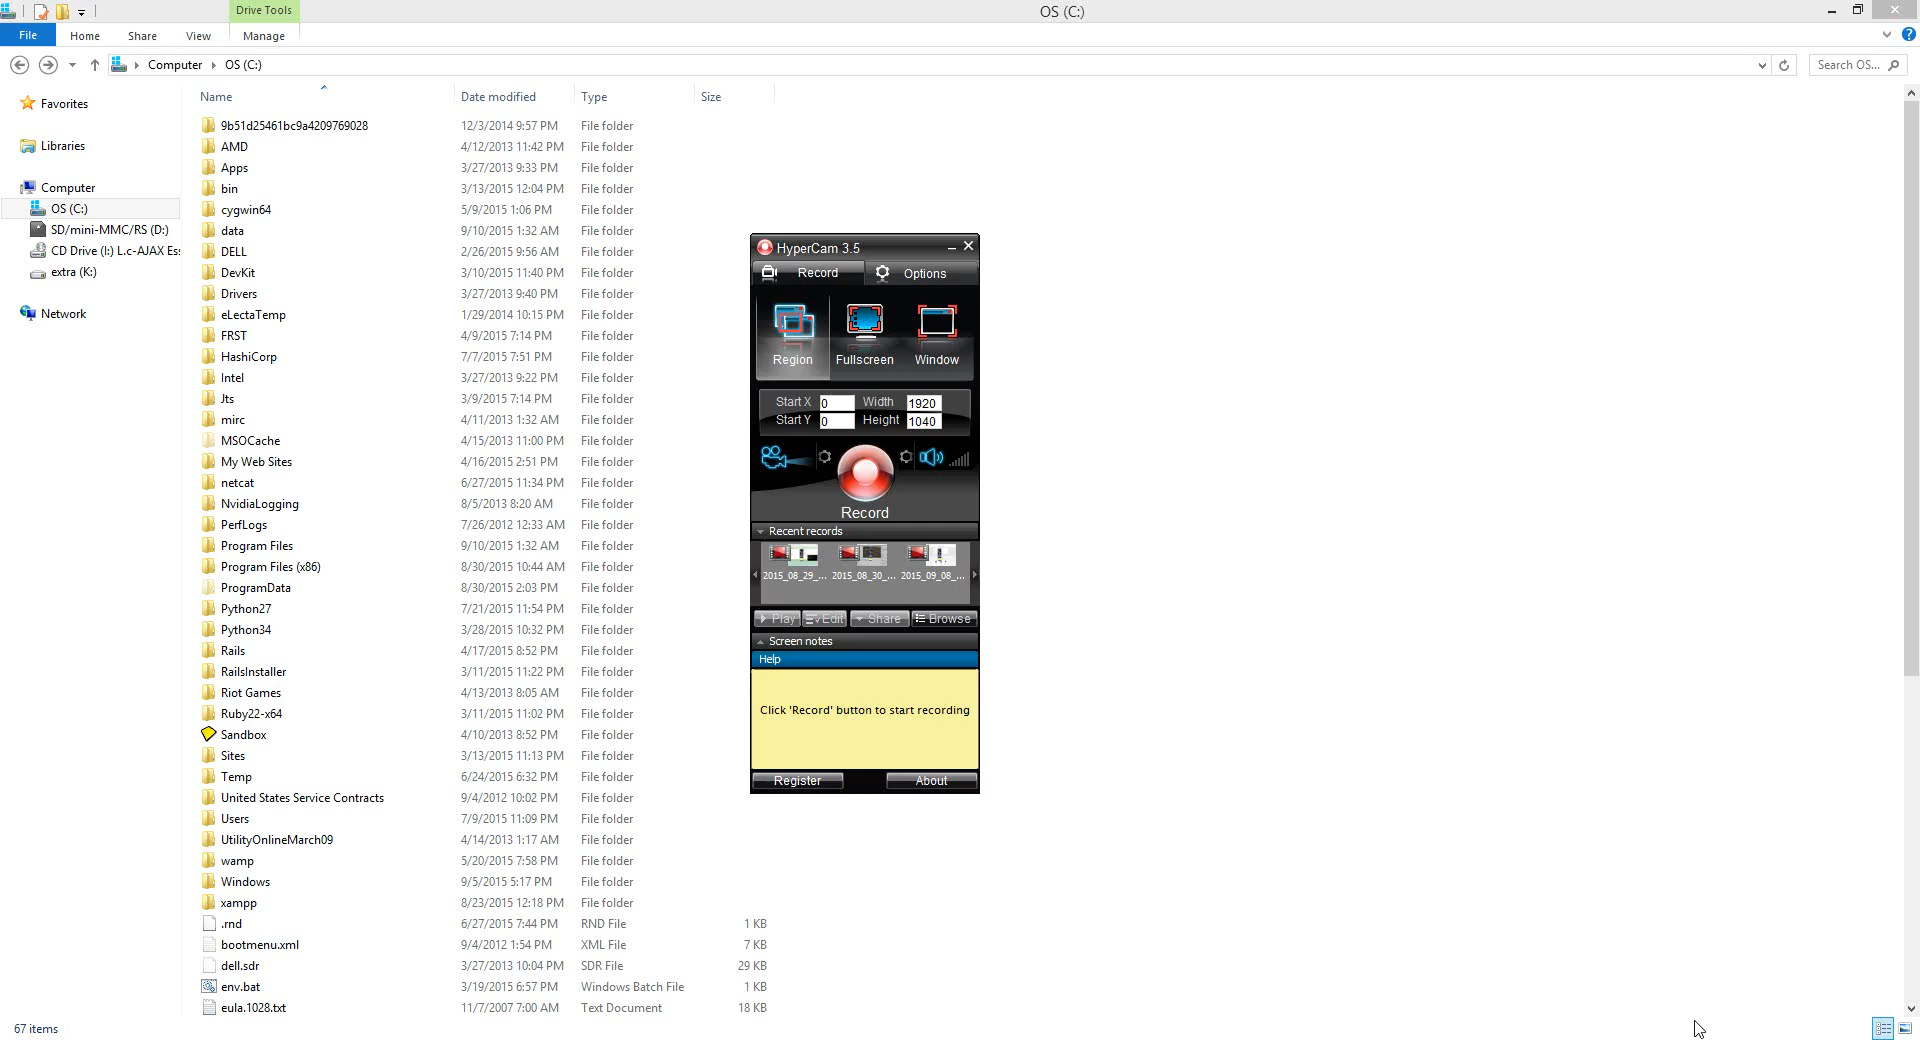 Drive Tools
OS (C:)
File Home Share View Manage
Computer OS (C:)
Search OS...
Favorites
Libraries
Computer
OS (C:)
SD/mini-MMC/RS (D:)
CD Drive (I:) L.c-AJAX Es
extra (K:)
Network
Name Date modified Type Size
9b51d25461bc9a4209769028 12/3/2014 9:57 PM File folder
AMD 4/12/2013 11:42 PM File folder
Apps 3/27/2013 9:33 PM File folder
bin 3/13/2015 12:04 PM File folder
cygwin64 5/9/2015 1:06 PM File folder
data 9/10/2015 1:32 AM File folder
DELL 2/26/2015 9:56 AM File folder
DevKit 3/10/2015 11:40 PM File folder
Drivers 3/27/2013 9:40 PM File folder
eLectaTemp 1/29/2014 10:15 PM File folder
FRST 4/9/2015 7:14 PM File folder
HashiCorp 7/7/2015 7:51 PM File folder
Intel 3/27/2013 9:22 PM File folder
Jts 3/9/2015 7:14 PM File folder
mirc 4/11/2013 1:32 AM File folder
MSOCache 4/15/2013 11:00 PM File folder
My Web Sites 4/16/2015 2:51 PM File folder
netcat 6/27/2015 11:34 PM File folder
NvidiaLogging 8/5/2013 8:20 AM File folder
PerfLogs 7/26/2012 12:33 AM File folder
Program Files 9/10/2015 1:32 AM File folder
Program Files (x86) 8/30/2015 10:44 AM File folder
ProgramData 8/30/2015 2:03 PM File folder
Python27 7/21/2015 11:54 PM File folder
Python34 3/28/2015 10:32 PM File folder
Rails 4/17/2015 8:52 PM File folder
RailsInstaller 3/11/2015 11:22 PM File folder
Riot Games 4/13/2013 8:05 AM File folder
Ruby22-x64 3/11/2015 11:02 PM File folder
Sandbox 4/10/2013 8:52 PM File folder
Sites 3/13/2015 11:13 PM File folder
Temp 6/24/2015 6:32 PM File folder
United States Service Contracts 9/4/2012 10:02 PM File folder
Users 7/9/2015 11:09 PM File folder
UtilityOnlineMarch09 4/14/2013 1:17 AM File folder
wamp 5/20/2015 7:58 PM File folder
Windows 9/5/2015 5:17 PM File folder
xampp 8/23/2015 12:18 PM File folder
.rnd 6/27/2015 7:44 PM RND File 1 KB
bootmenu.xml 9/4/2012 1:54 PM XML File 7 KB
dell.sdr 3/27/2013 10:04 PM SDR File 29 KB
env.bat 3/19/2015 6:57 PM Windows Batch File 1 KB
eula.1028.txt 11/7/2007 7:00 AM Text Document 18 KB
67 items
HyperCam 3.5
Record Options
Region Fullscreen Window
Start X 0 Width 1920
Start Y 0 Height 1040
Record
Recent records
2015_08_29_... 2015_08_30_... 2015_09_08_...
Play Edit Share Browse
Screen notes
Help
Click 'Record' button to start recording
Register About